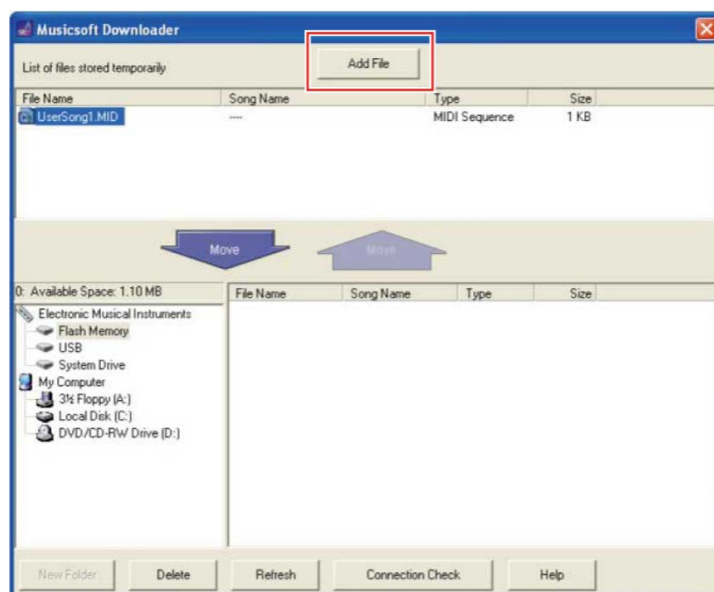 Musicsoft Downloader
Add File
List of files stored temporarily
File Name Song Name Type Size
UserSong1.MID ---- MIDI Sequence 1 KB
Move Move
0: Available Space: 1.10 MB
File Name Song Name Type Size
Electronic Musical Instruments
Flash Memory
USB
System Drive
My Computer
3½ Floppy (A:)
Local Disk (C:)
DVD/CD-RW Drive (D:)
New Folder Delete Refresh Connection Check Help